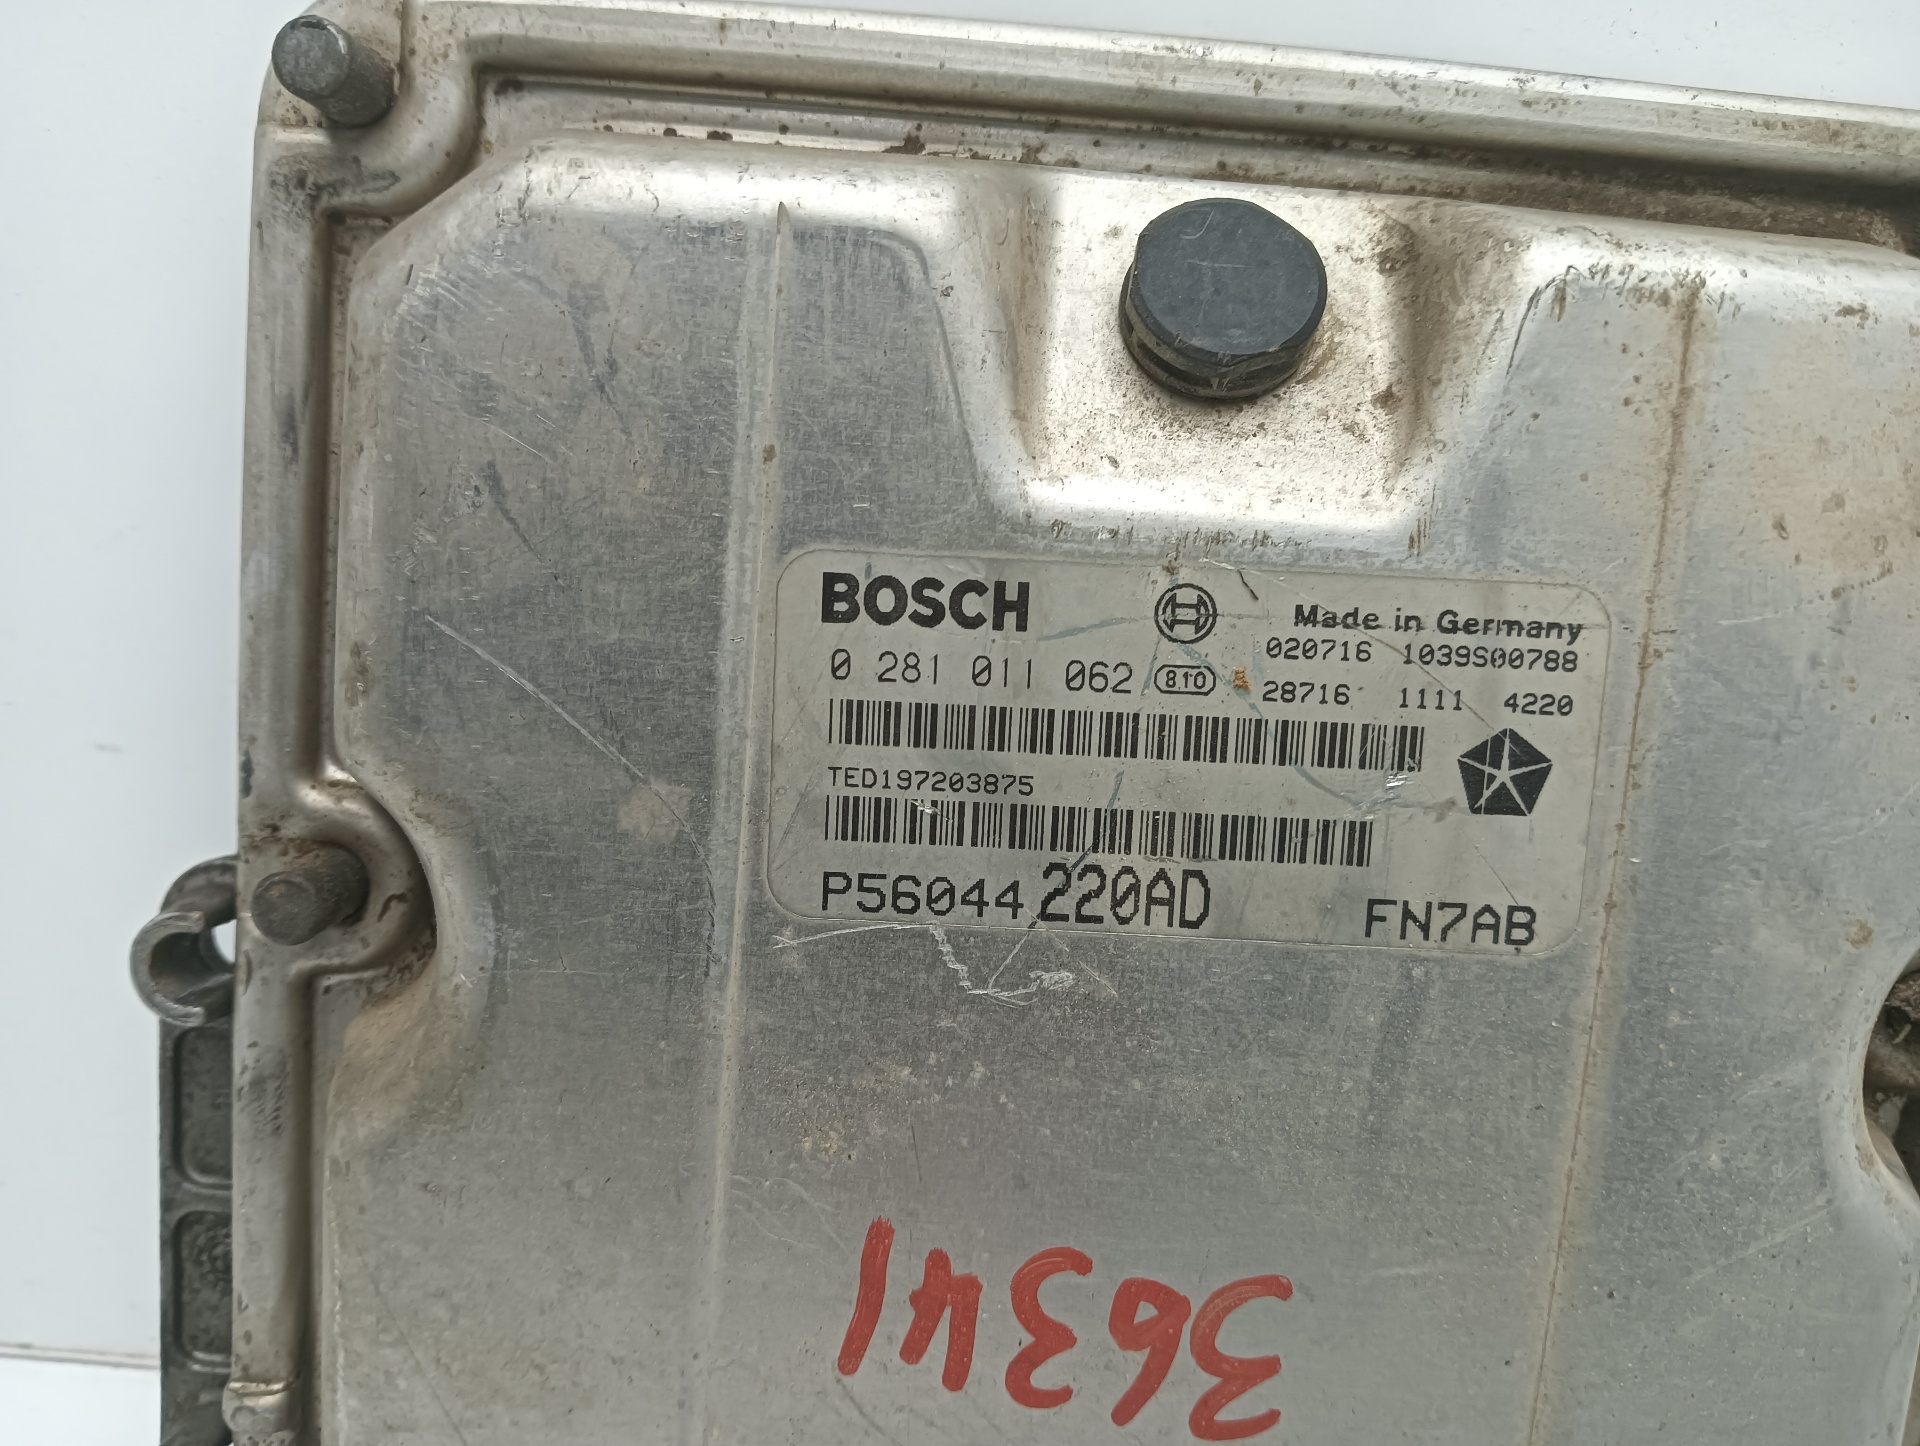 BOSCH
Made in Germany
020716 1039S00788
0 281 011 062 810 28716 1111 4220
TED197203875
P56044220AD FN7AB
36341